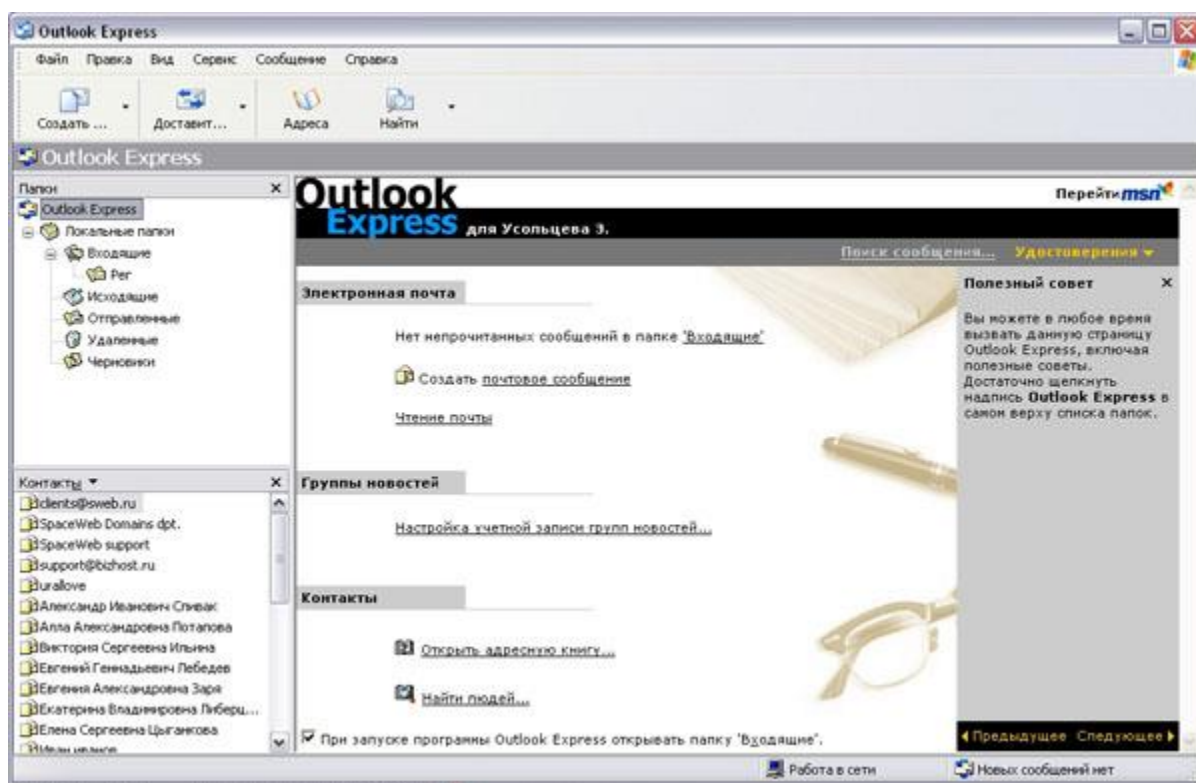 Outlook Express
Файл Правка Вид Сервис Сообщение Справка
Создать ... Доставит... Адреса Найти
Outlook Express
Папки
Outlook Express
Локальные папки
Входящие
Рег
Исходящие
Отправленные
Удаленные
Черновики
Контакты
clients@sweb.ru
SpaceWeb Domains dpt.
SpaceWeb support
support@bizhost.ru
urallove
Александр Иванович Спивак
Алла Александровна Потапова
Виктория Сергеевна Ильина
Евгений Геннадьевич Лебедев
Евгения Александровна Заря
Екатерина Владимировна Либерц...
Елена Сергеевна Цыганкова
Иван иванов
Outlook
Express для Усольцева З.
Перейти msn
Поиск сообщения... Удостоверения
Электронная почта
Нет непрочитанных сообщений в папке 'Входящие'
Создать почтовое сообщение
Чтение почты
Группы новостей
Настройка учетной записи групп новостей...
Контакты
Открыть адресную книгу...
Найти людей...
При запуске программы Outlook Express открывать папку 'Входящие'.
Полезный совет
Вы можете в любое время
вызвать данную страницу
Outlook Express, включая
полезные советы.
Достаточно щелкнуть
надпись Outlook Express в
самом верху списка папок.
Предыдущее Следующее
Работа в сети
Новых сообщений нет